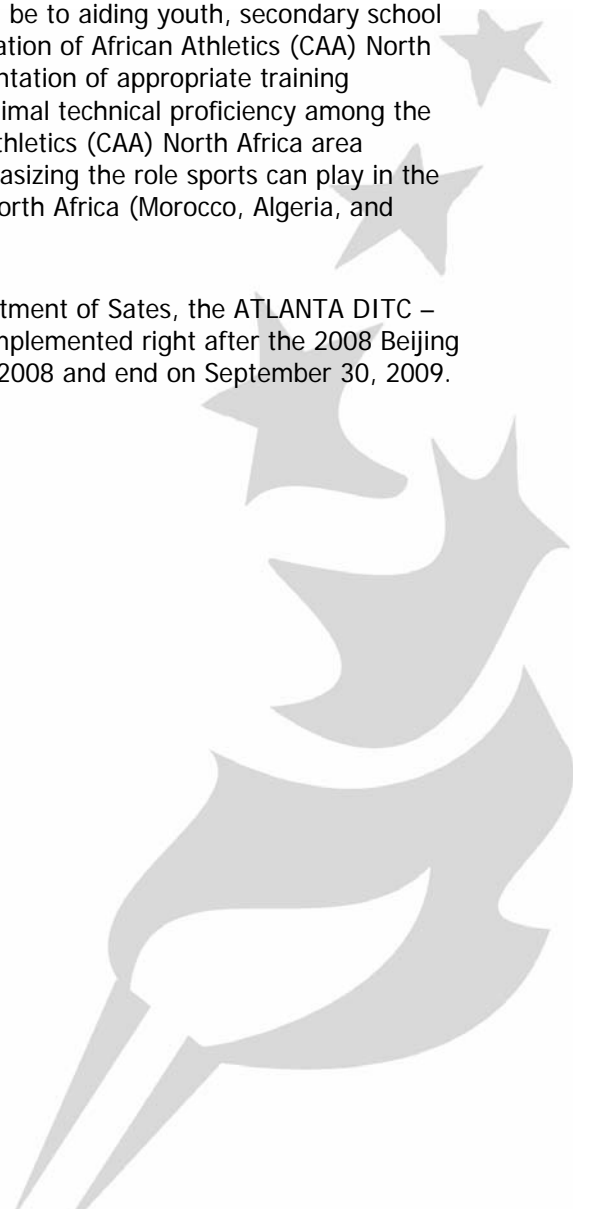 be to aiding youth, secondary school
ation of African Athletics (CAA) North
ntation of appropriate training
imal technical proficiency among the
thletics (CAA) North Africa area
asizing the role sports can play in the
orth Africa (Morocco, Algeria, and
tment of Sates, the ATLANTA DITC –
mplemented right after the 2008 Beijing
2008 and end on September 30, 2009.